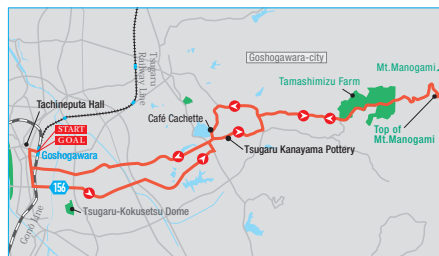 Tsugaru
Railway Line
Goshogawara-city
Mt.Manogami
Tamashimizu Farm
Tachineputa Hall
Café Cachette
START
GOAL
Top of
Mt.Manogami
Tsugaru Kanayama Pottery
Goshogawara
156
Tsugaru-Kokusetsu Dome
Gonō Line